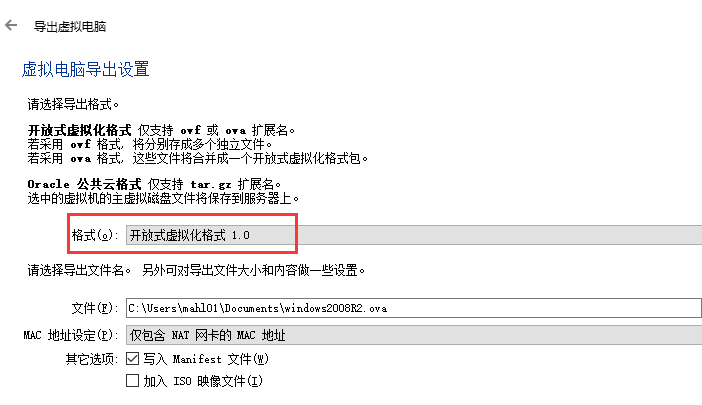 导出虚拟电脑
虚拟电脑导出设置
请选择导出格式。
开放式虚拟化格式 仅支持 ovf 或 ova 扩展名。
若采用 ovf 格式, 将分别存成多个独立文件。
若采用 ova 格式, 这些文件将合并成一个开放式虚拟化格式包。
Oracle 公共云格式 仅支持 tar.gz 扩展名。
选中的虚拟机的主虚拟磁盘文件将保存到服务器上。
格式(o): 开放式虚拟化格式 1.0
请选择导出文件名。 另外可对导出文件大小和内容做一些设置。
文件(F): C:\Users\mahl01\Documents\windows2008R2.ova
MAC 地址设定(P): 仅包含 NAT 网卡的 MAC 地址
其它选项: 写入 Manifest 文件(W)
加入 ISO 映像文件(I)